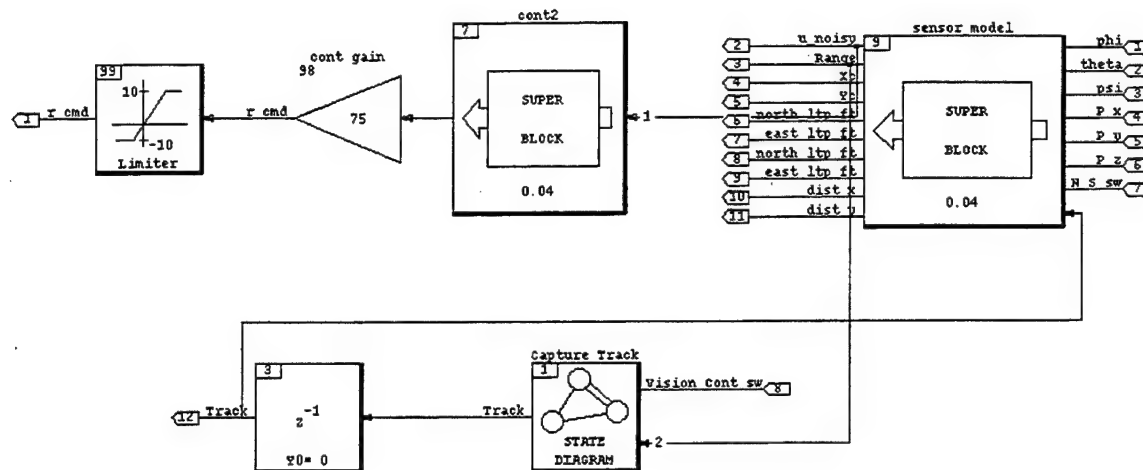 cont2
7
SUPER
BLOCK
0.04
cont gain
98
75
99
10
-10
Limiter
r cmd
1
r cmd
1
sensor model
9
SUPER
BLOCK
0.04
2 u noisy
3 Range
4 Xc
5 Yc
6 north ltp ft
7 east ltp ft
8 north ltp ft
9 east ltp ft
10 dist x
11 dist y
phi 1
theta 2
psi 3
P x 4
P y 5
P z 6
N S sw 7
Capture Track
1
STATE
DIAGRAM
Vision Cont sw 8
2
Track
3
z-1
Y0= 0
12 Track